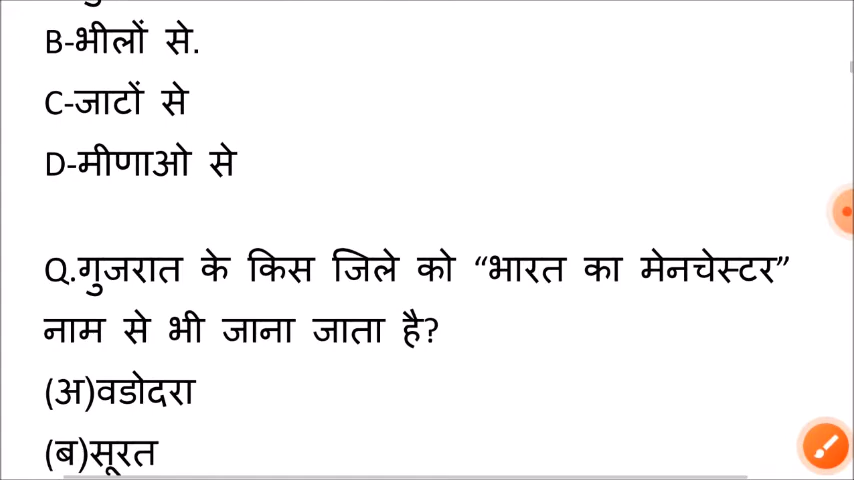 B-भीलों से.
C-जाटों से
D-मीणाओ से
Q.गुजरात के किस जिले को “भारत का मेनचेस्टर”
नाम से भी जाना जाता है?
(अ)वडोदरा
(ब)सूरत